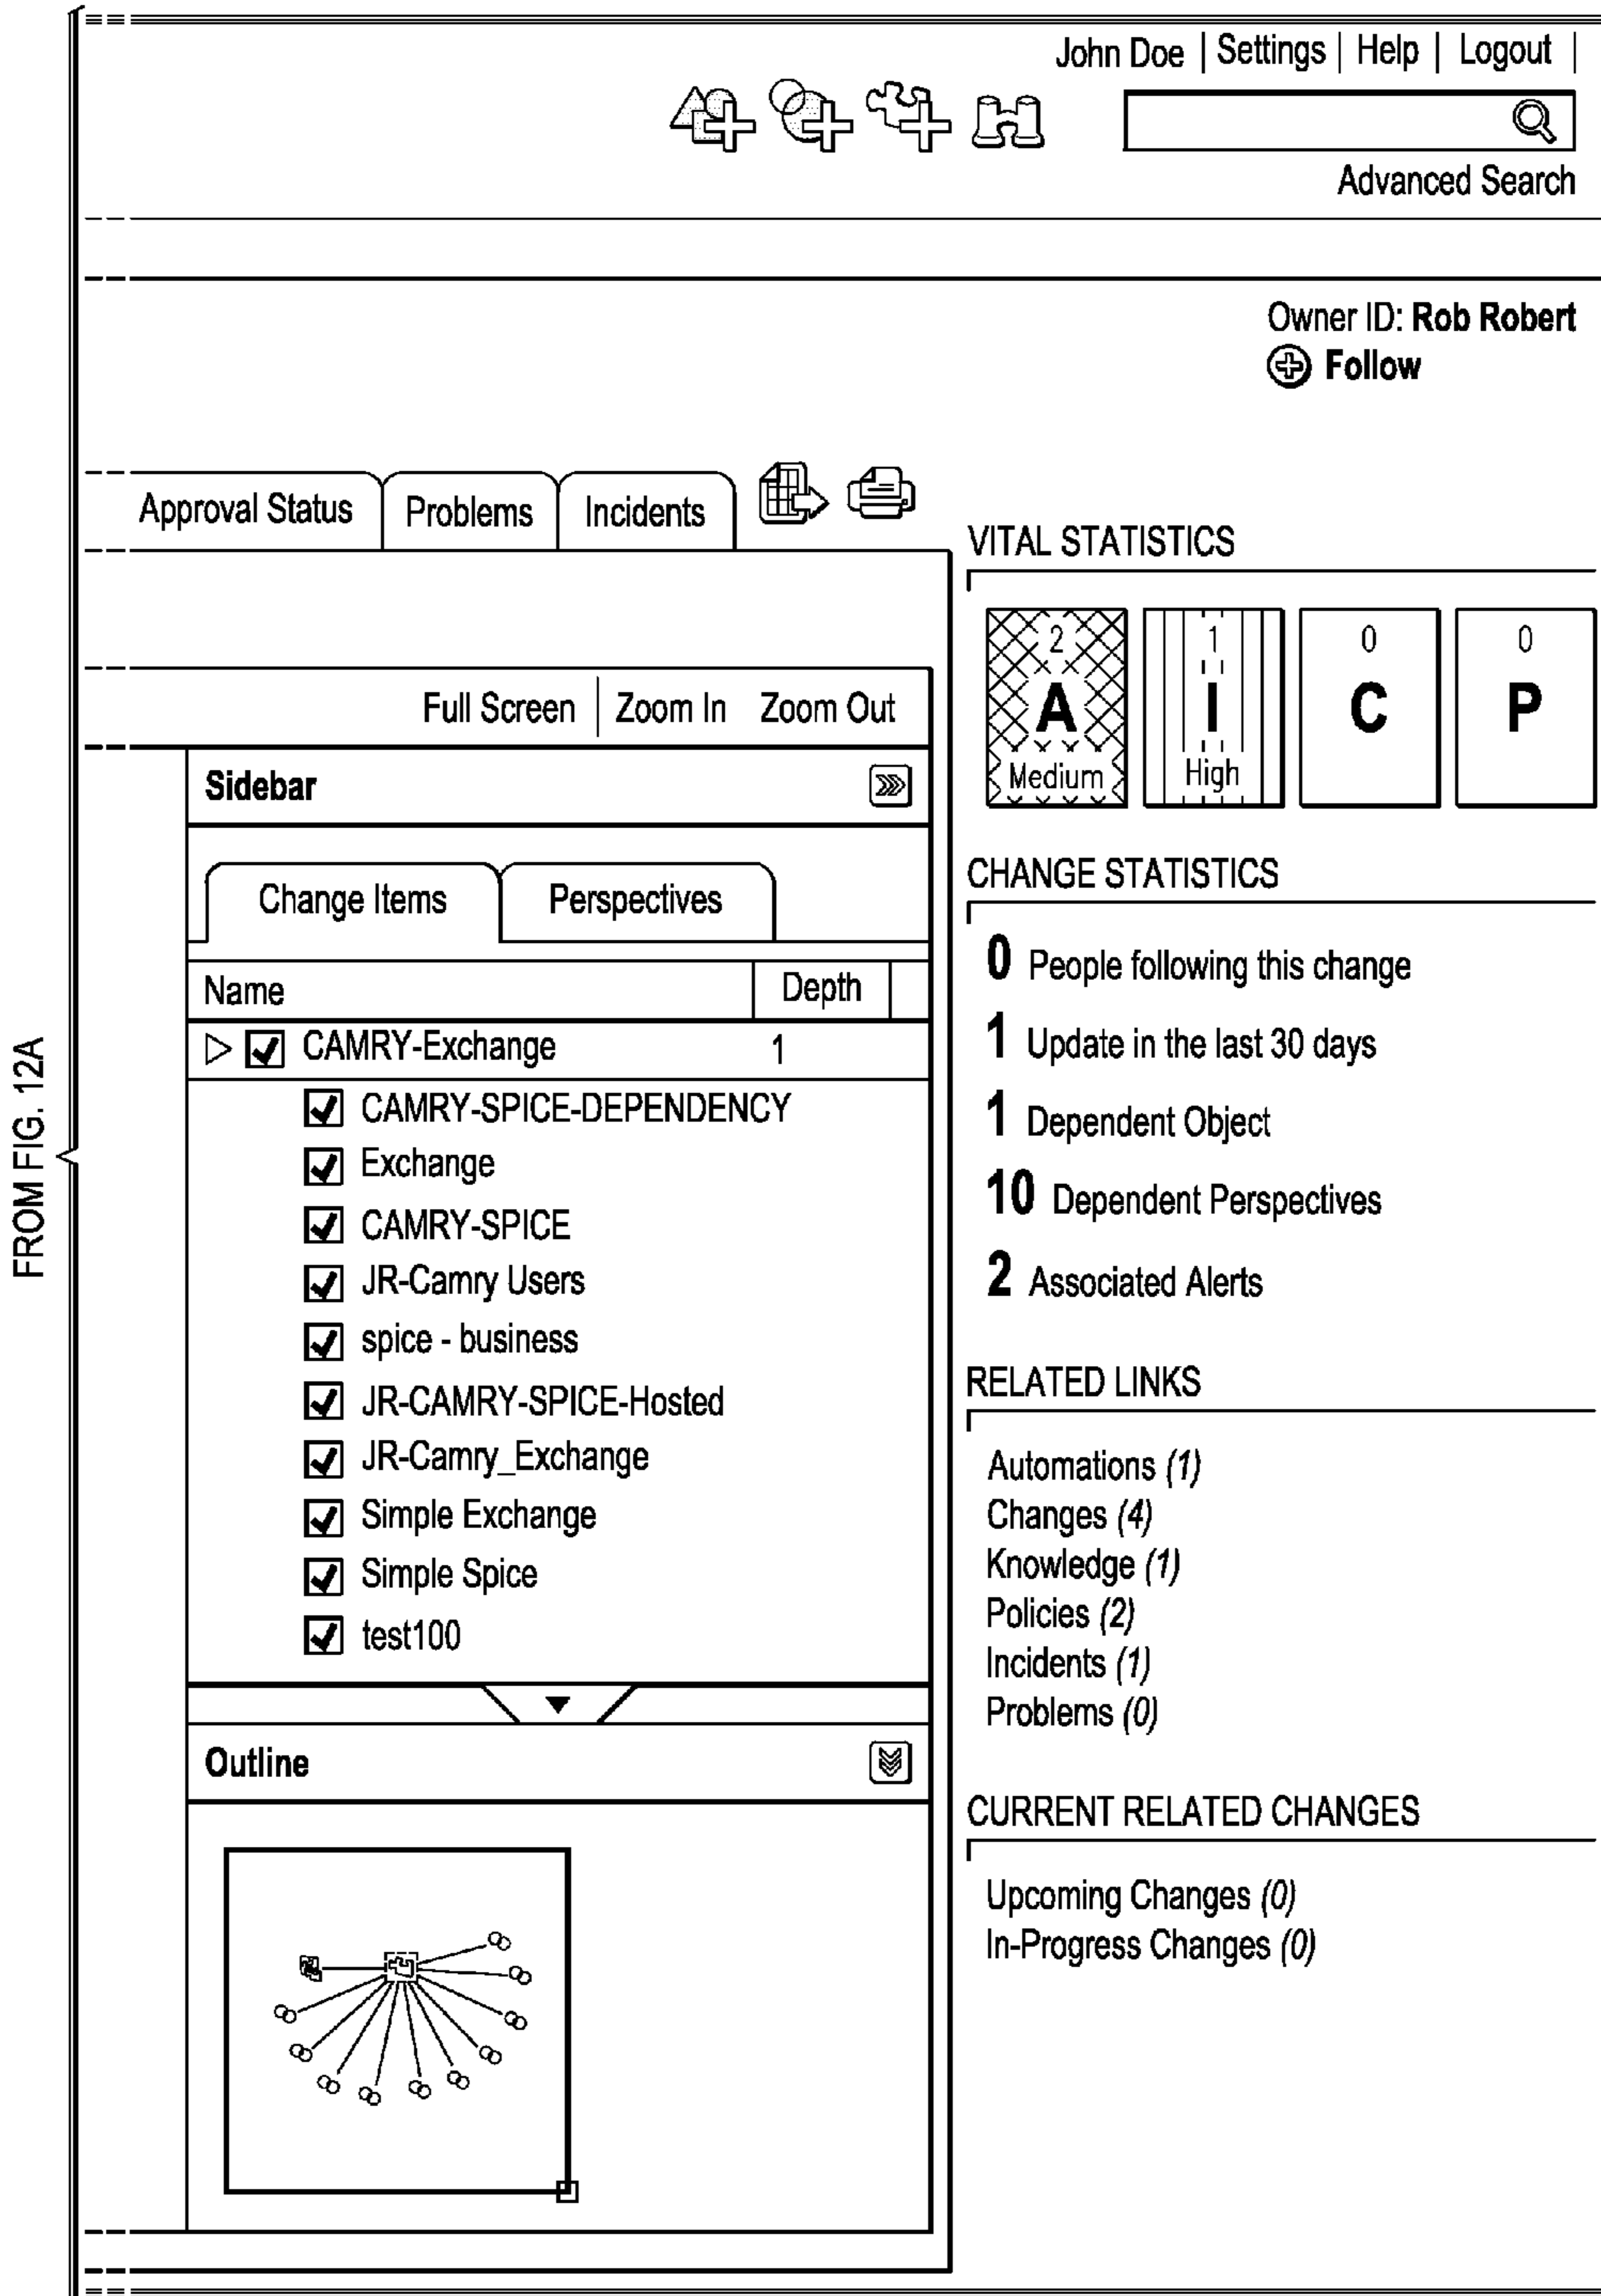 John Doe | Settings | Help | Logout |
Advanced Search
Owner ID: Rob Robert
Follow
FROM FIG. 12A
Approval Status
Problems
Incidents
Full Screen | Zoom In Zoom Out
Sidebar
Change Items
Perspectives
Name Depth
CAMRY-Exchange 1
CAMRY-SPICE-DEPENDENCY
Exchange
CAMRY-SPICE
JR-Camry Users
spice - business
JR-CAMRY-SPICE-Hosted
JR-Camry_Exchange
Simple Exchange
Simple Spice
test100
Outline
VITAL STATISTICS
2 1 0 0
A I C P
Medium High
CHANGE STATISTICS
0 People following this change
1 Update in the last 30 days
1 Dependent Object
10 Dependent Perspectives
2 Associated Alerts
RELATED LINKS
Automations (1)
Changes (4)
Knowledge (1)
Policies (2)
Incidents (1)
Problems (0)
CURRENT RELATED CHANGES
Upcoming Changes (0)
In-Progress Changes (0)